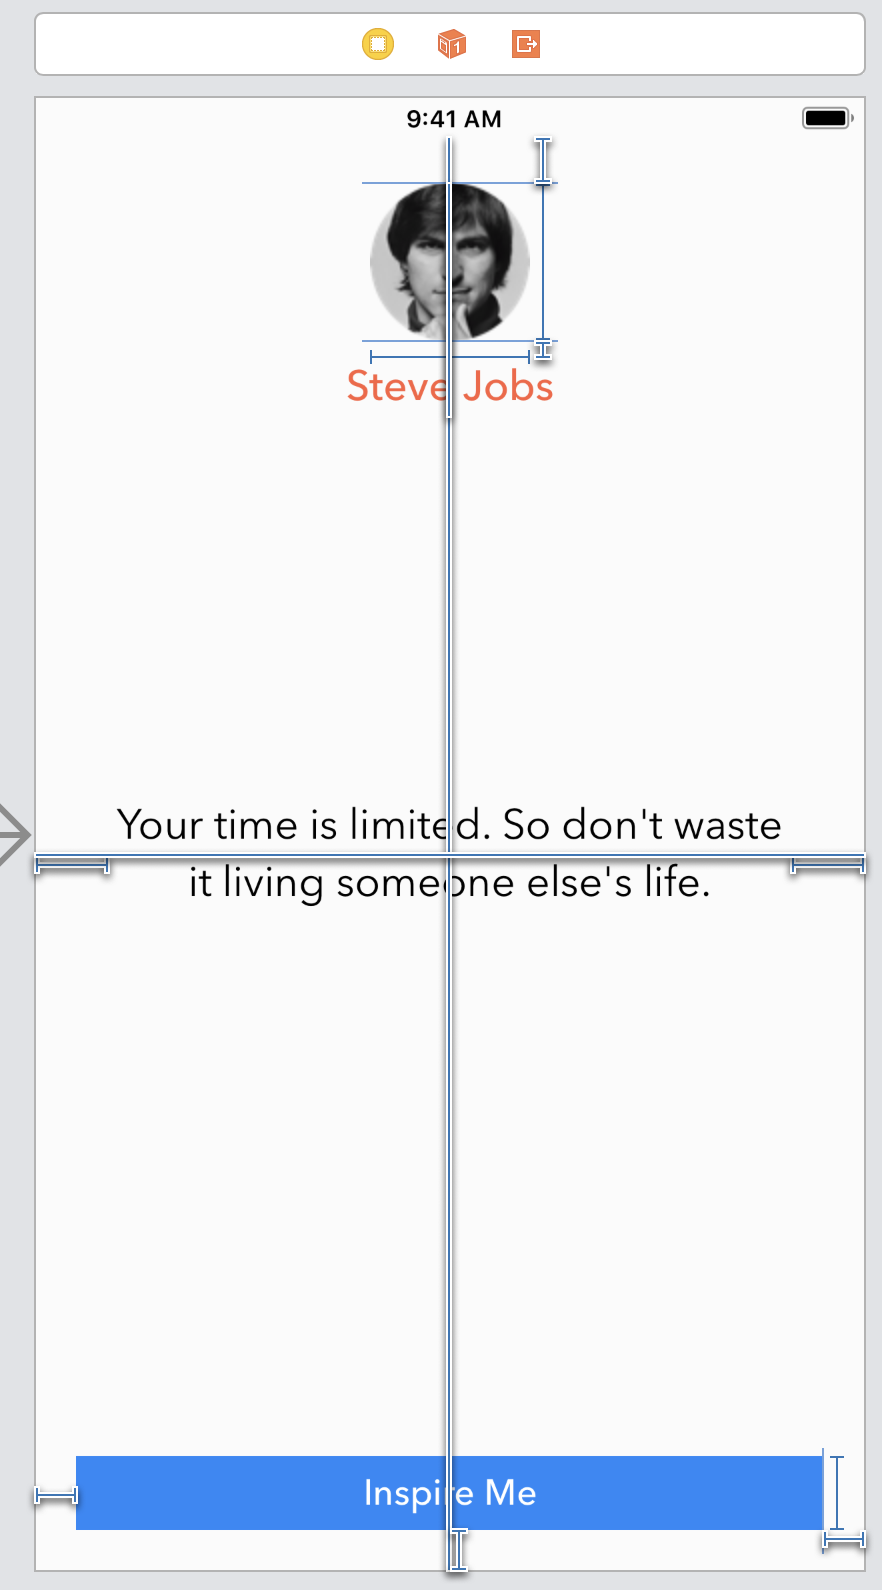 1
9:41 AM
Steve Jobs
Your time is limited. So don't waste
it living someone else's life.
Inspire Me